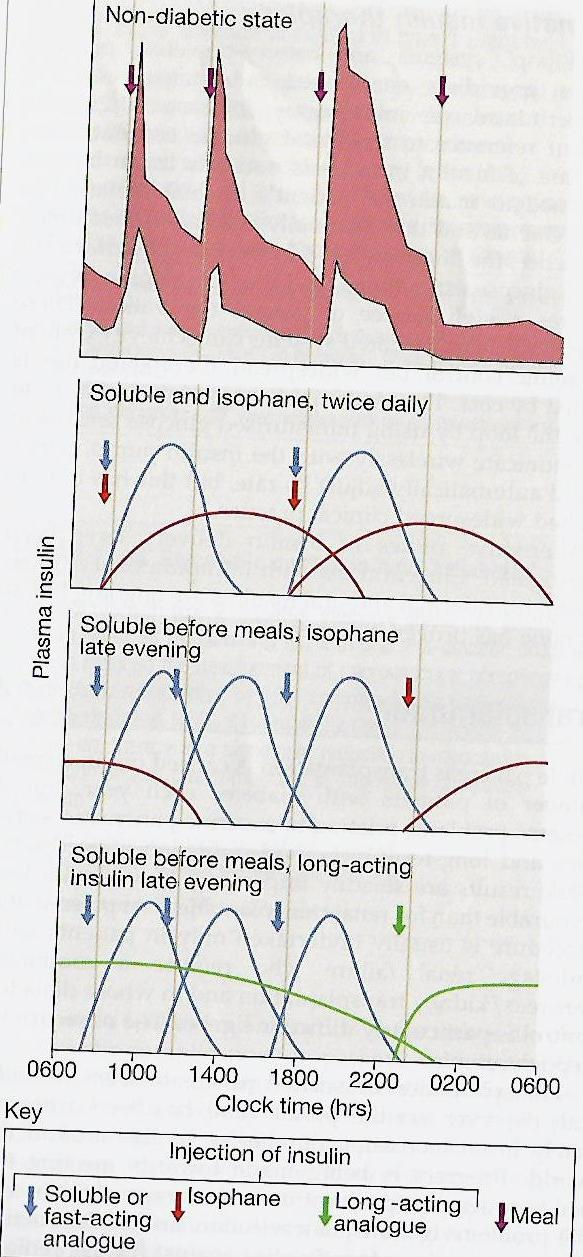 Non-diabetic state
Soluble and isophane, twice daily
Plasma insulin
Soluble before meals, isophane
late evening
Soluble before meals, long-acting
insulin late evening
0600 1000 1400 1800 2200 0200 0600
Clock time (hrs)
Key
Injection of insulin
Soluble or
fast-acting
analogue
Isophane
Long-acting
analogue
Meal